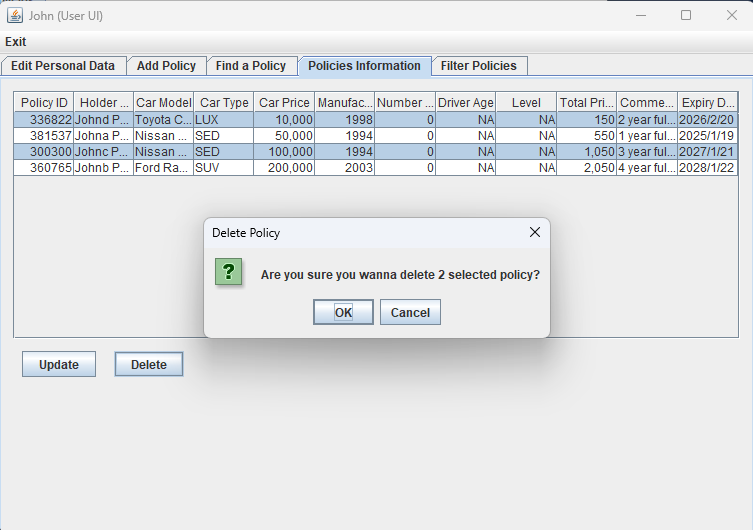 John (User UI)
Exit
Edit Personal Data Add Policy Find a Policy Policies Information Filter Policies
Policy ID Holder ... Car Model Car Type Car Price Manufac... Number ... Driver Age Level Total Pri... Comme... Expiry D...
336822 Johnd P... Toyota C... LUX 10,000 1998 0 NA NA 150 2 year ful... 2026/2/20
381537 Johna P... Nissan ... SED 50,000 1994 0 NA NA 550 1 year ful... 2025/1/19
300300 Johnc P... Nissan ... SED 100,000 1994 0 NA NA 1,050 3 year ful... 2027/1/21
360765 Johnb P... Ford Ra... SUV 200,000 2003 0 NA NA 2,050 4 year ful... 2028/1/22
Delete Policy
?
Are you sure you wanna delete 2 selected policy?
OK Cancel
Update Delete